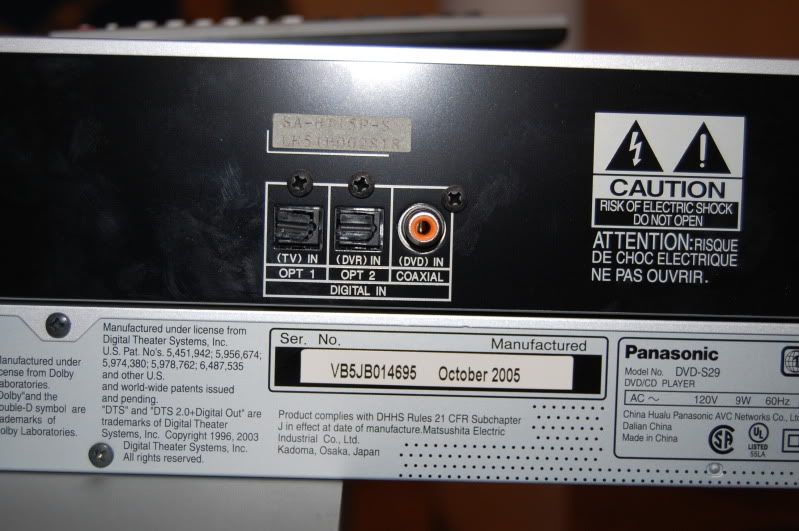 SA-HT15P-S
(TV) IN
(DVR) IN
(DVD) IN
OPT 1
OPT 2
COAXIAL
DIGITAL IN
CAUTION
RISK OF ELECTRIC SHOCK
DO NOT OPEN
ATTENTION: RISQUE
DE CHOC ELECTRIQUE
NE PAS OUVRIR.
anufactured under
cense from Dolby
aboratories.
Dolby"and the
ouble-D symbol are
ademarks of
olby Laboratories.
Manufactured under license from
Digital Theater Systems, Inc.
U.S. Pat. No's. 5,451,942; 5,956,674;
5,974,380; 5,978,762; 6,487,535
and other U.S.
and world-wide patents issued
and pending.
"DTS" and "DTS 2.0+Digital Out" are
trademarks of Digital Theater
Systems, Inc. Copyright 1996, 2003
Digital Theater Systems, Inc.
All rights reserved.
Ser. No.
Manufactured
VB5JB014695 October 2005
Product complies with DHHS Rules 21 CFR Subchapter
J in effect at date of manufacture.Matsushita Electric
Industrial Co., Ltd.
Kadoma, Osaka, Japan
Panasonic
Model No. DVD-S29
DVD/CD PLAYER
AC ~ 120V 9W 60Hz
China Hualu Panasonic AVC Networks Co., Ltd
Dalian China
Made in China
SA
UL
LISTED
55LA